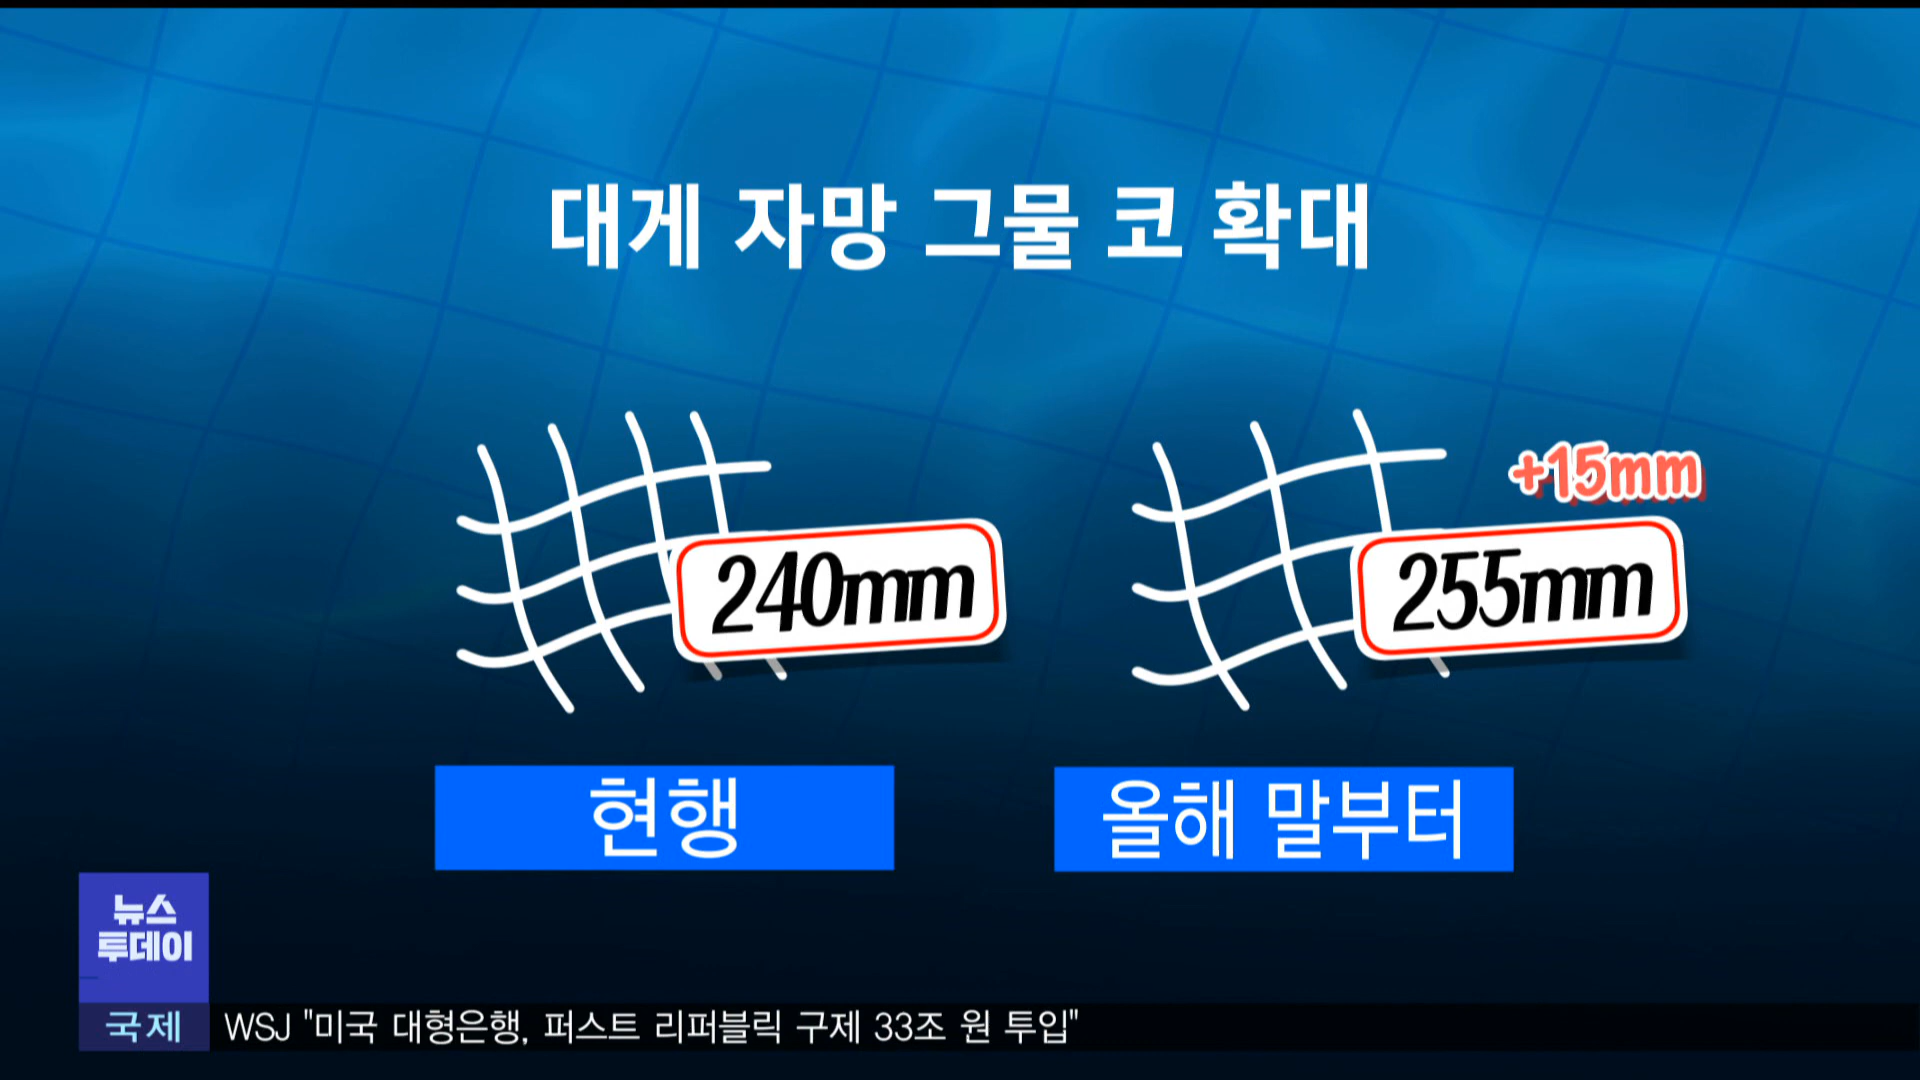 대게 자망 그물 코 확대
+15mm
240mm
255mm
현행
올해 말부터
뉴스
투데이
국제
WSJ "미국 대형은행, 퍼스트 리퍼블릭 구제 33조 원 투입"